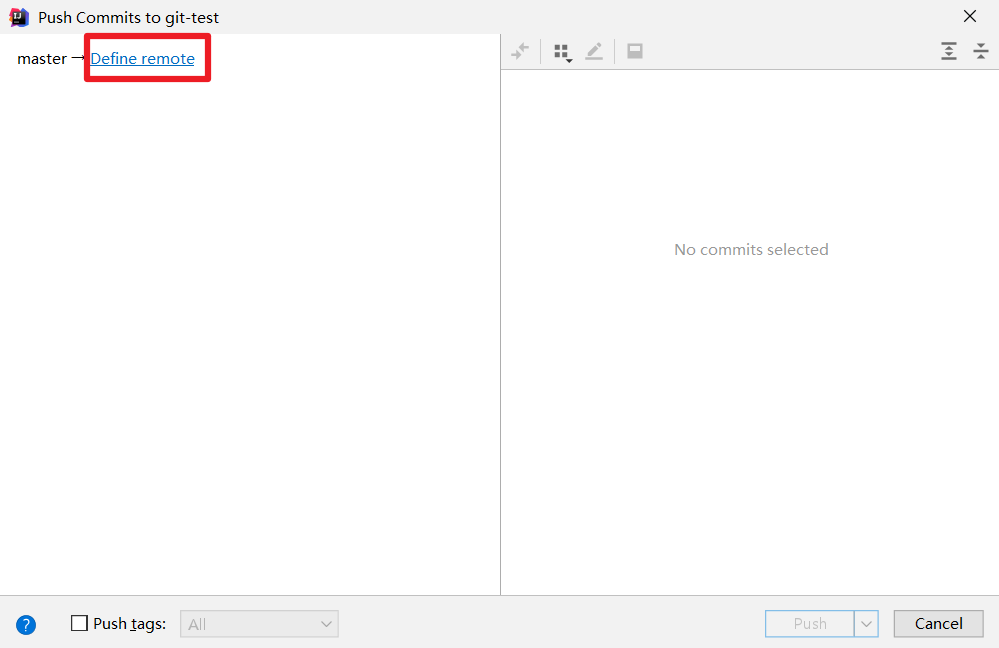 Push Commits to git-test
master → Define remote
No commits selected
? Push tags: All Push Cancel